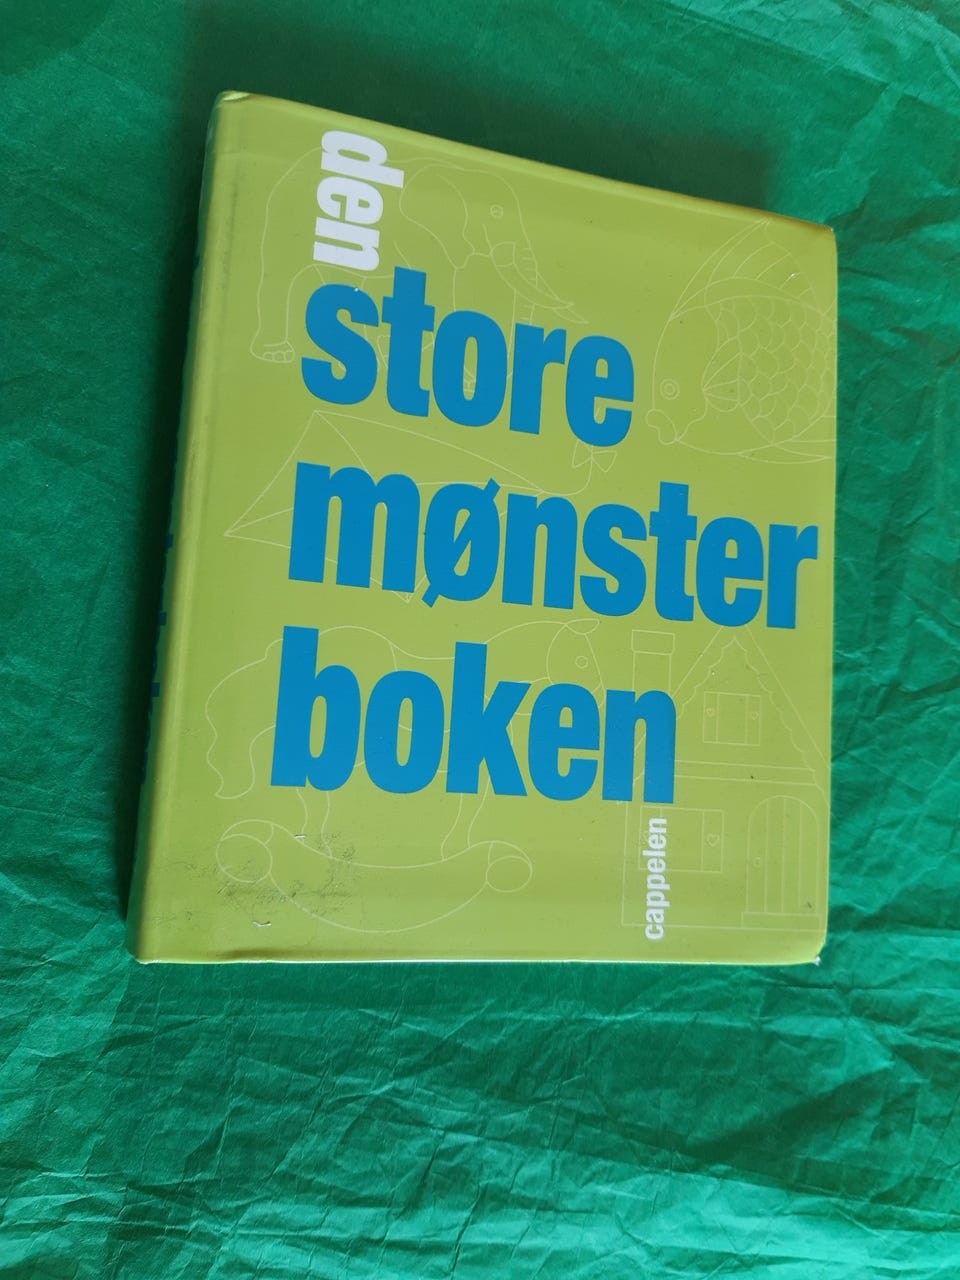 den
store
mønster
boken
cappelen